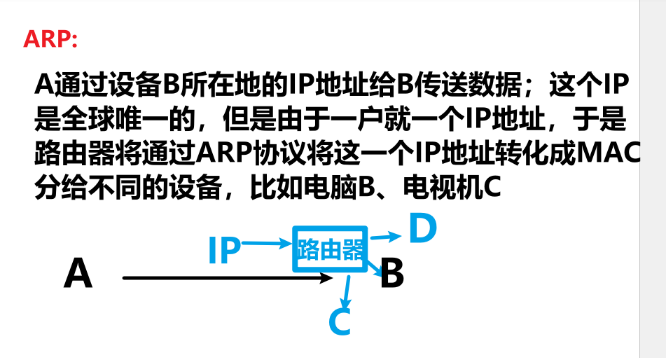 ARP:
A通过设备B所在地的IP地址给B传送数据；这个IP
是全球唯一的，但是由于一户就一个IP地址，于是
路由器将通过ARP协议将这一个IP地址转化成MAC
分给不同的设备，比如电脑B、电视机C
D
IP
路由器
A
B
C